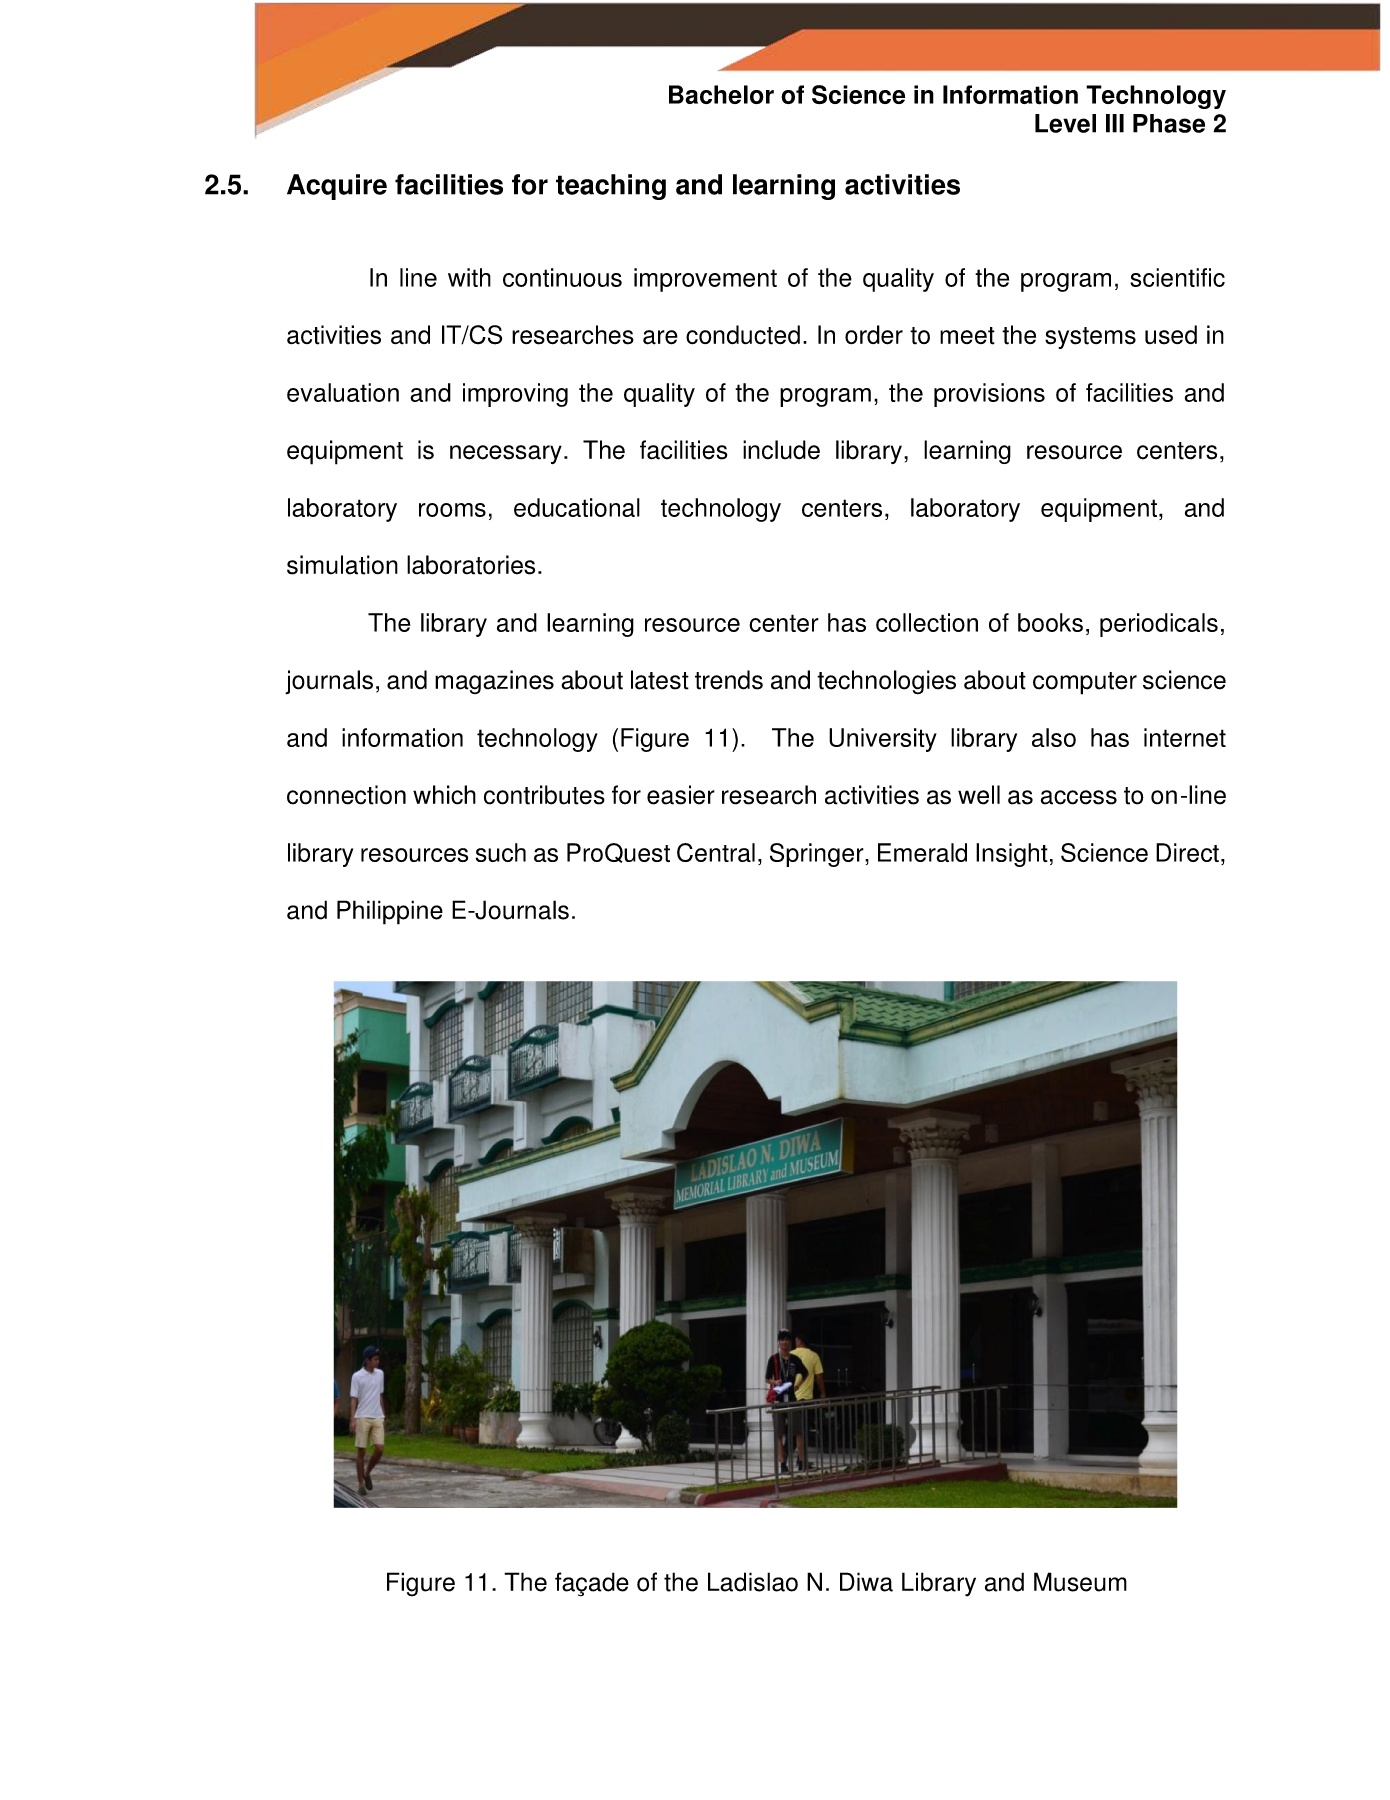 Bachelor of Science in Information Technology
Level III Phase 2
2.5. Acquire facilities for teaching and learning activities
In line with continuous improvement of the quality of the program, scientific
activities and IT/CS researches are conducted. In order to meet the systems used in
evaluation and improving the quality of the program, the provisions of facilities and
equipment is necessary. The facilities include library, learning resource centers,
laboratory rooms, educational technology centers, laboratory equipment, and
simulation laboratories.
The library and learning resource center has collection of books, periodicals,
journals, and magazines about latest trends and technologies about computer science
and information technology (Figure 11). The University library also has internet
connection which contributes for easier research activities as well as access to on-line
library resources such as ProQuest Central, Springer, Emerald Insight, Science Direct,
and Philippine E-Journals.
LADISLAO N. DIWA
MEMORIAL LIBRARY and MUSEUM
Figure 11. The façade of the Ladislao N. Diwa Library and Museum